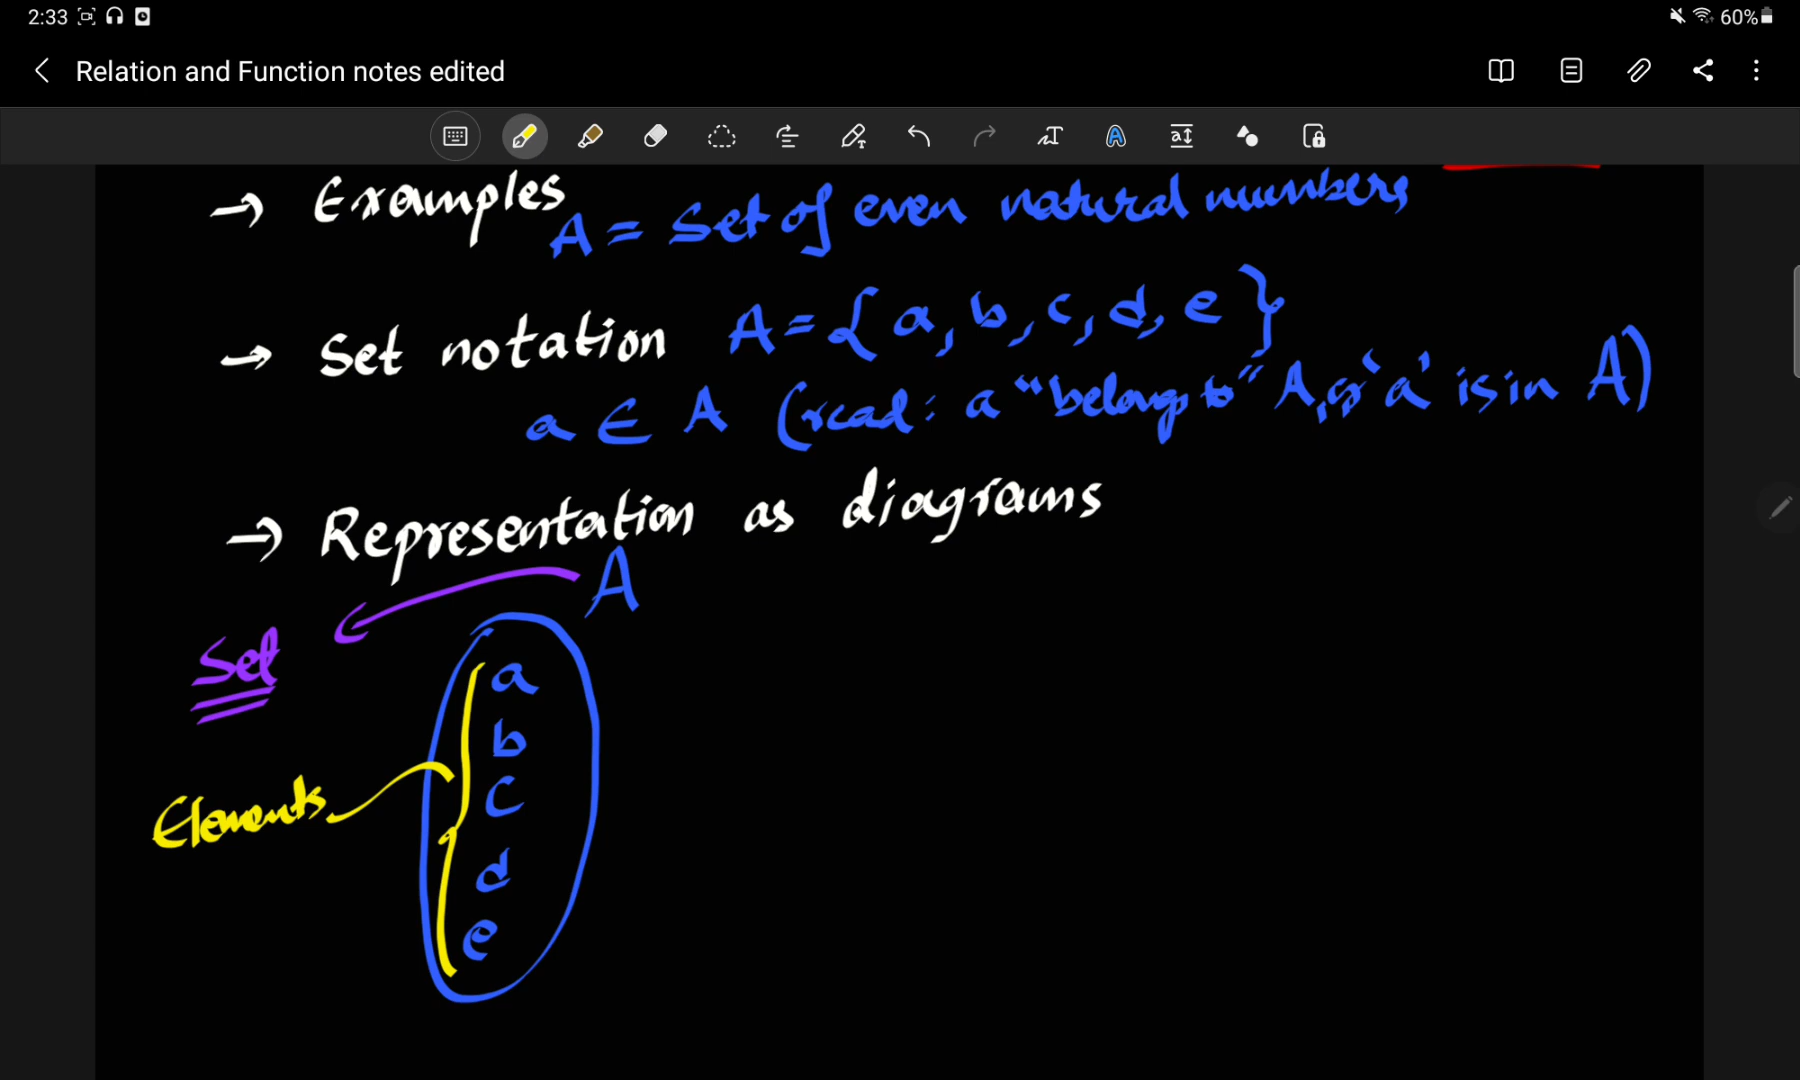 2:33
60%
Relation and Function notes edited
→ Examples
A = Set of even natural numbers
→ Set notation A = {a, b, c, d, e}
a ∈ A (read: a "belongs to" A, or 'a' is in A)
→ Representation as diagrams
A
Set
a
b
c
Elements
d
e